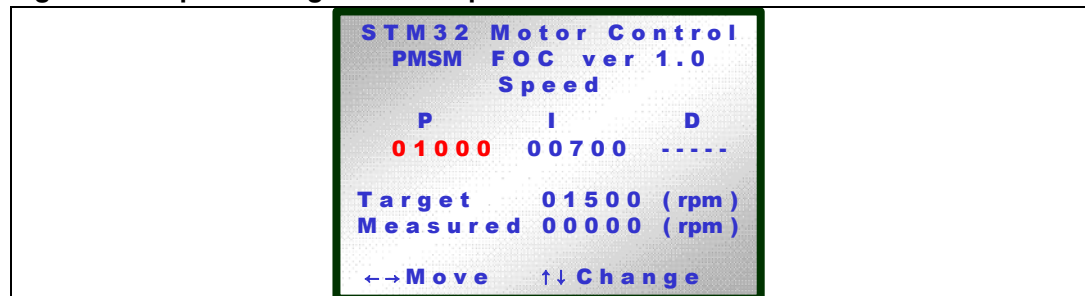 STM32 Motor Control
PMSM FOC ver 1.0
Speed
P I D
01000 00700 -----
Target 01500 (rpm)
Measured 00000 (rpm)
←→Move ↑↓Change